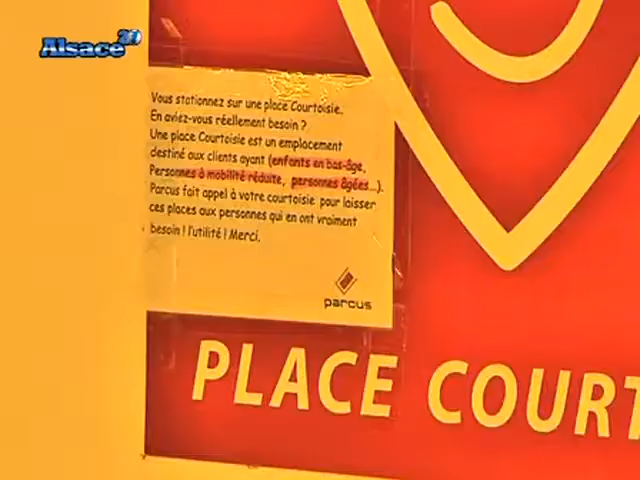 Alsace 20
Vous stationnez sur une place Courtoisie.
En aviez-vous réellement besoin ?
Une place Courtoisie est un emplacement
destiné aux clients ayant (enfants en bas-âge,
Personnes à mobilité réduite, personnes âgées...).
Parcus fait appel à votre courtoisie pour laisser
ces places aux personnes qui en ont vraiment
besoin ! l'utilité ! Merci.
parcus
PLACE COURT